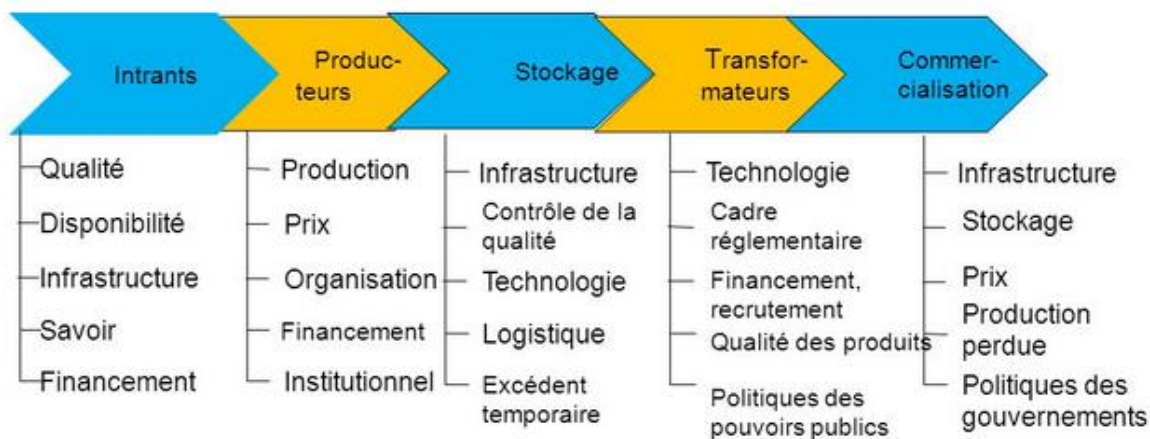 Intrants
Produc-
teurs
Stockage
Transfor-
mateurs
Commer-
cialisation
Qualité
Disponibilité
Infrastructure
Savoir
Financement
Production
Prix
Organisation
Financement
Institutionnel
Infrastructure
Contrôle de la
qualité
Technologie
Logistique
Excédent
temporaire
Technologie
Cadre
réglementaire
Financement,
recrutement
Qualité des produits
Politiques des
pouvoirs publics
Infrastructure
Stockage
Prix
Production
perdue
Politiques des
gouvernements